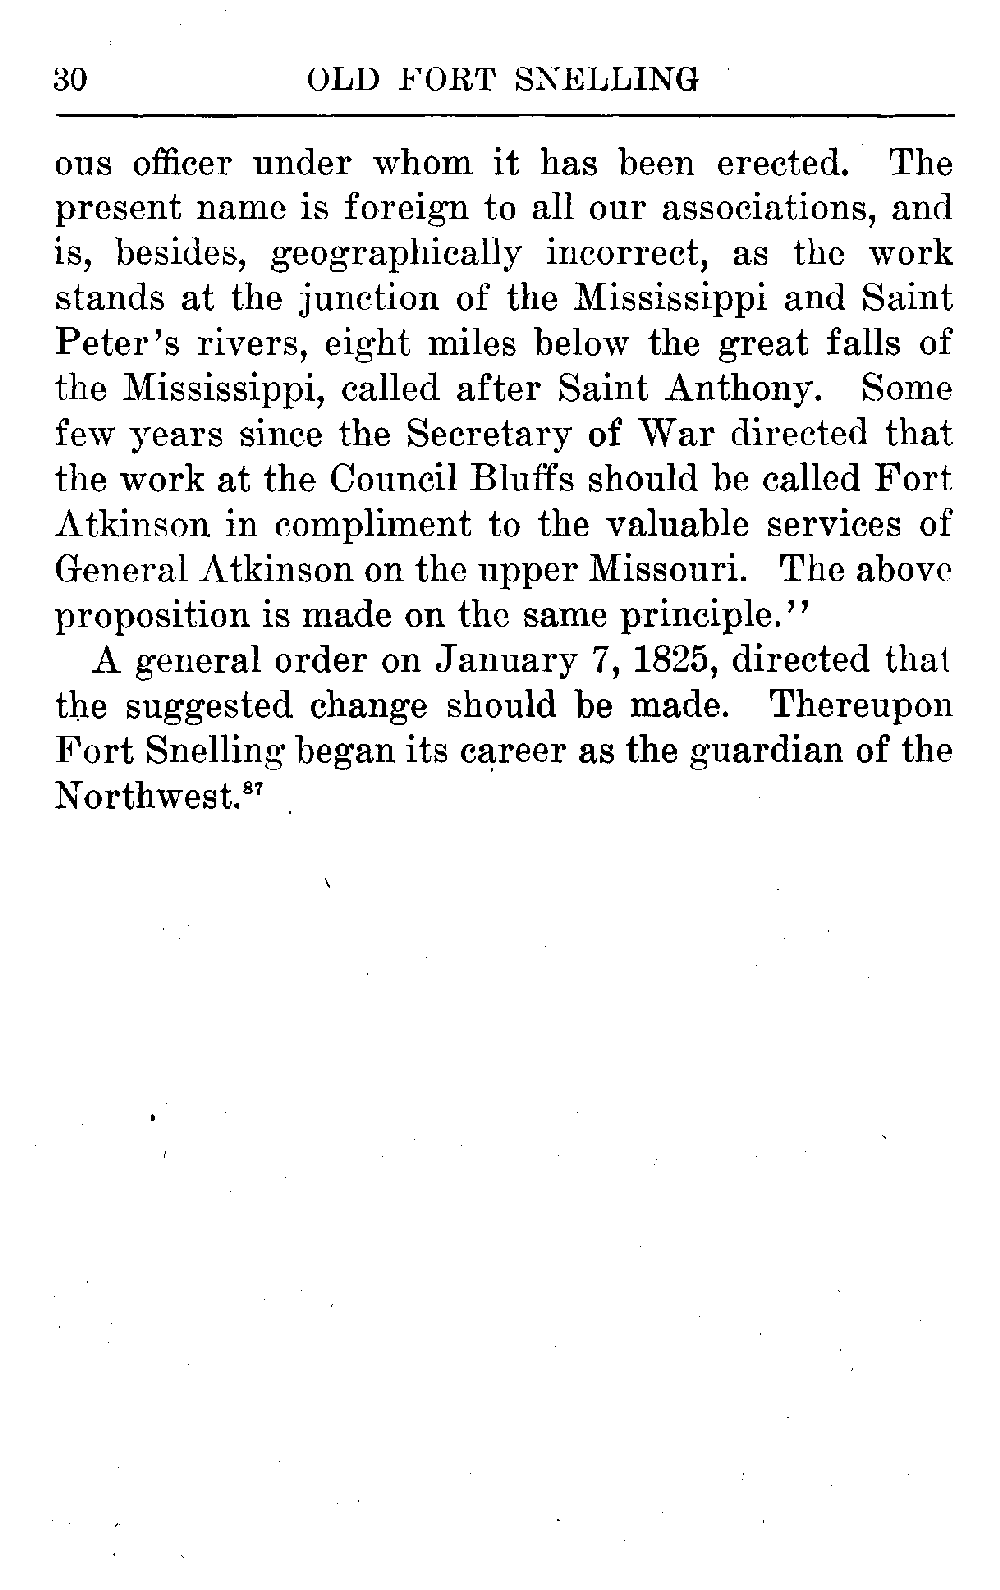 30 OLD FORT SNELLING
ous officer under whom it has been erected. The
present name is foreign to all our associations, and
is, besides, geographically incorrect, as the work
stands at the junction of the Mississippi and Saint
Peter's rivers, eight miles below the great falls of
the Mississippi, called after Saint Anthony. Some
few years since the Secretary of War directed that
the work at the Council Bluffs should be called Fort
Atkinson in compliment to the valuable services of
General Atkinson on the upper Missouri. The above
proposition is made on the same principle.''
A general order on January 7, 1825, directed that
the suggested change should be made. Thereupon
Fort Snelling began its career as the guardian of the
Northwest.⁸⁷